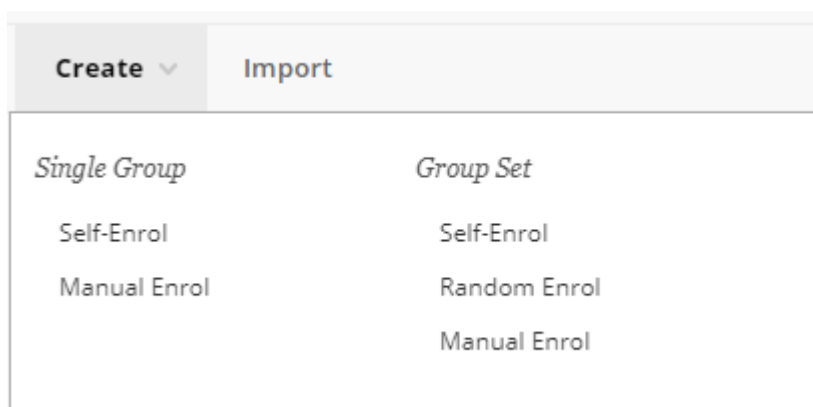 Create
Import
Single Group
Self-Enrol
Manual Enrol
Group Set
Self-Enrol
Random Enrol
Manual Enrol